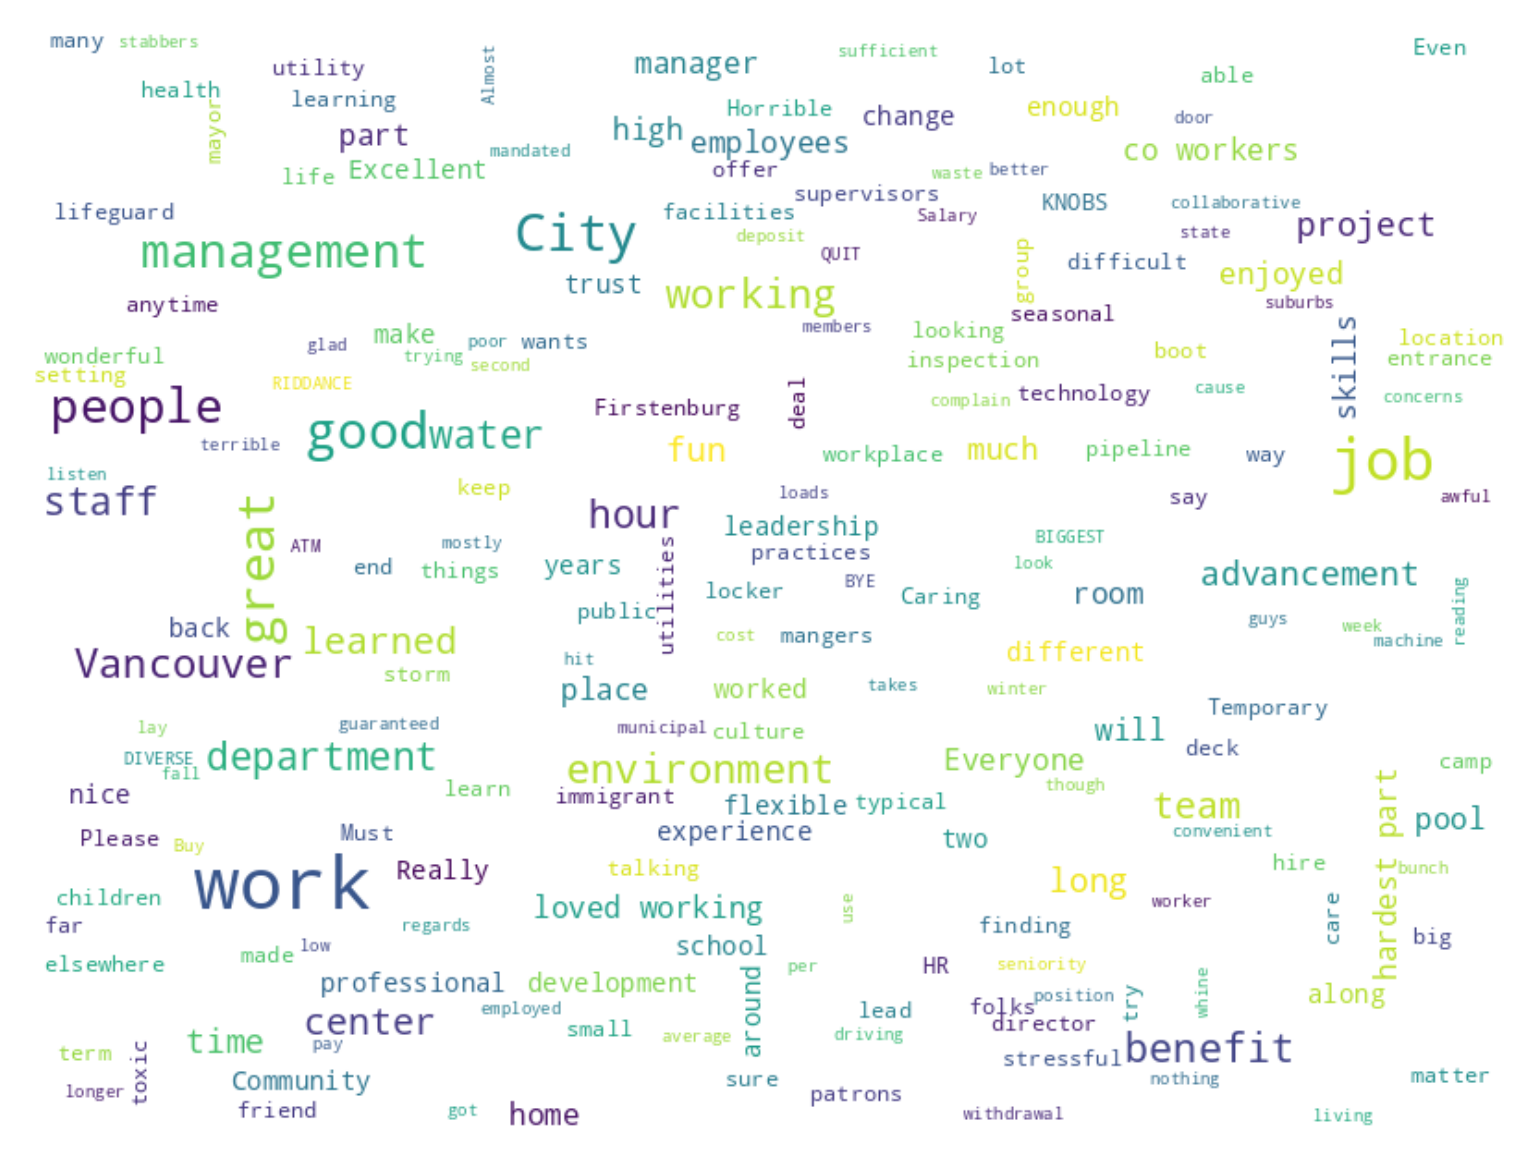 many
stabbers
utility
Almost
manager
sufficient
lot
Even
able
health
learning
mayor
part
Horrible
change
enough
door
high
employees
mandated
co workers
life
Excellent
offer
waste
better
supervisors
KNOBS
collaborative
lifeguard
facilities
Salary
City
project
management
deposit
state
QUIT
group
difficult
enjoyed
trust
working
anytime
suburbs
seasonal
members
skills
glad
make
poor
wants
looking
location
wonderful
trying
second
inspection
boot
entrance
setting
RIDDANCE
deal
technology
cause
concerns
people
Firstenburg
complain
good
water
terrible
fun
workplace
much
pipeline
way
job
listen
staff
keep
loads
say
awful
great
hour
leadership
ATM
mostly
practices
BIGGEST
end
things
years
utilities
BYE
look
advancement
public
locker
Caring
room
reading
back
learned
cost
mangers
guys
week
machine
Vancouver
hit
different
storm
place
worked
takes
winter
Temporary
lay
guaranteed
municipal
culture
will
deck
DIVERSE
department
fall
environment
Everyone
camp
nice
learn
immigrant
flexible
typical
though
team
hardest part
pool
Please
Buy
Must
experience
two
convenient
work
Really
talking
long
hire
bunch
children
loved working
use
worker
care
far
regards
finding
big
low
school
elsewhere
made
around
per
HR
seniority
professional
development
whine
position
try
along
employed
lead
folks
center
director
time
pay
small
average
driving
stressful
benefit
term
toxic
Community
sure
nothing
matter
longer
patrons
friend
got
home
withdrawal
living